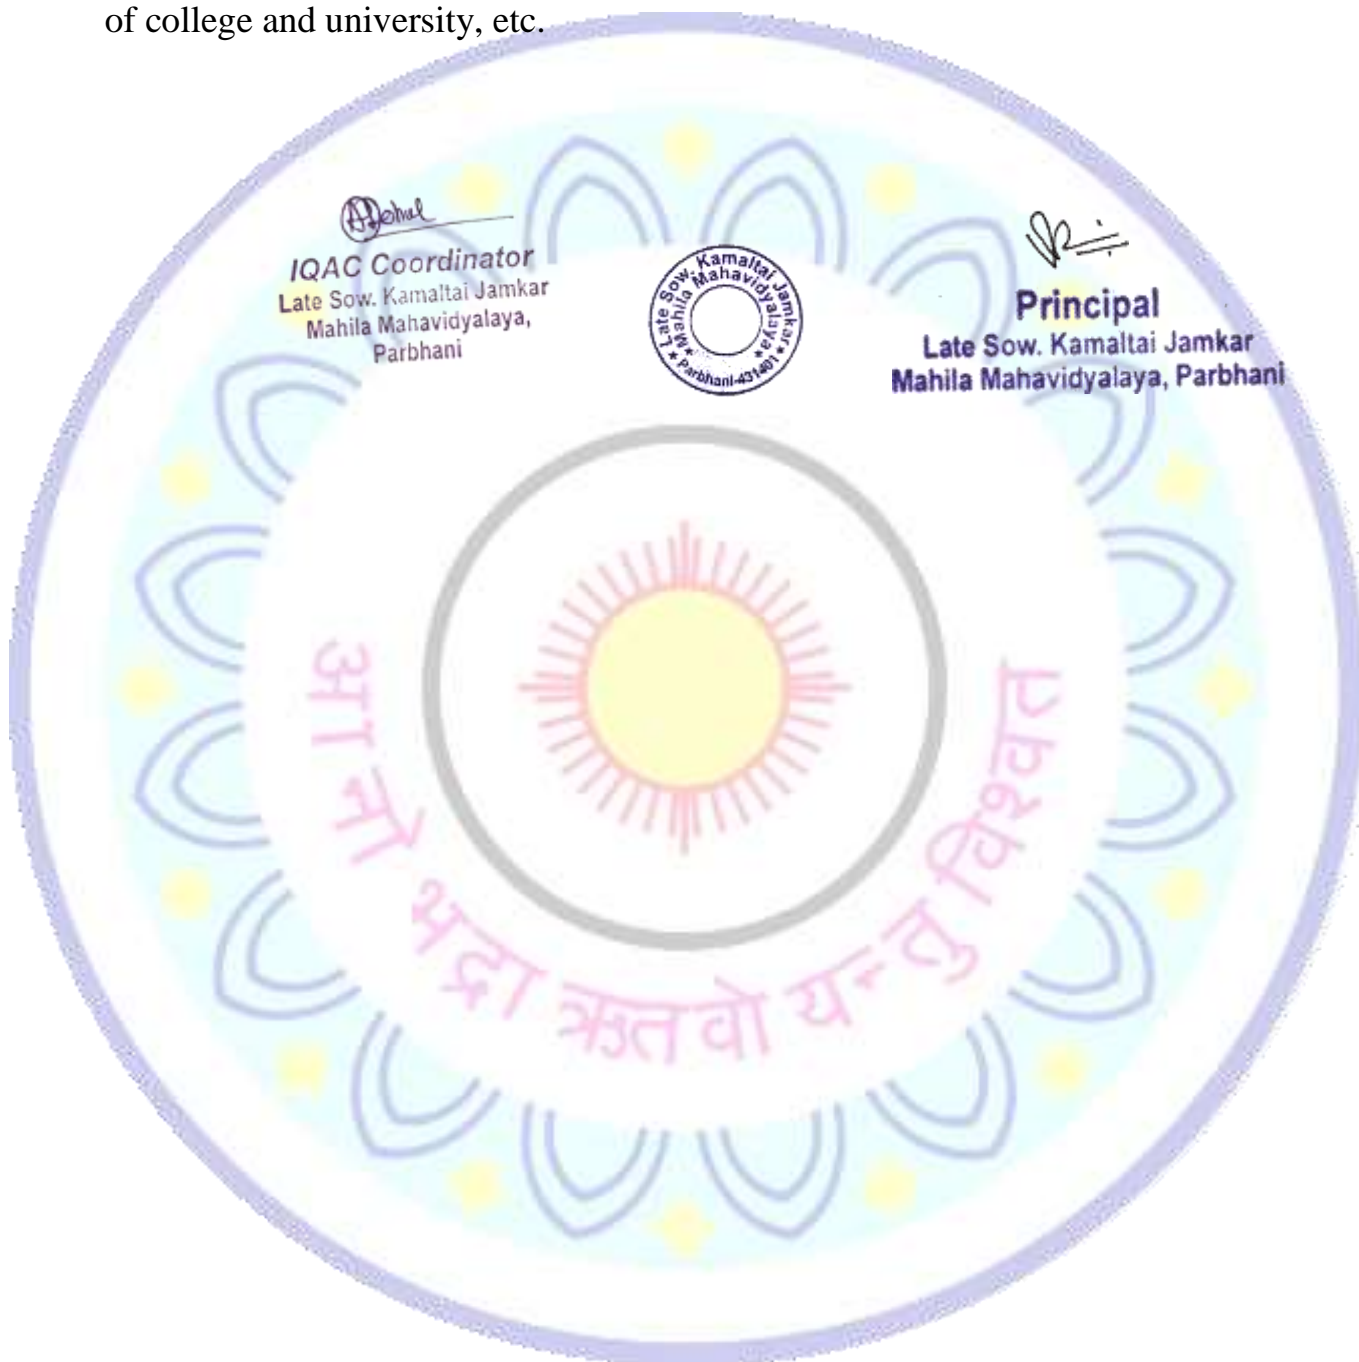 of college and university, etc.
IQAC Coordinator
Late Sow. Kamaltai Jamkar
Mahila Mahavidyalaya,
Parbhani
Late Sow. Kamaltai Jamkar
Mahila Mahavidyalaya
Parbhani-431401
Principal
Late Sow. Kamaltai Jamkar
Mahila Mahavidyalaya, Parbhani
आ नो भद्रा ऋतवो यन्तु विश्वत